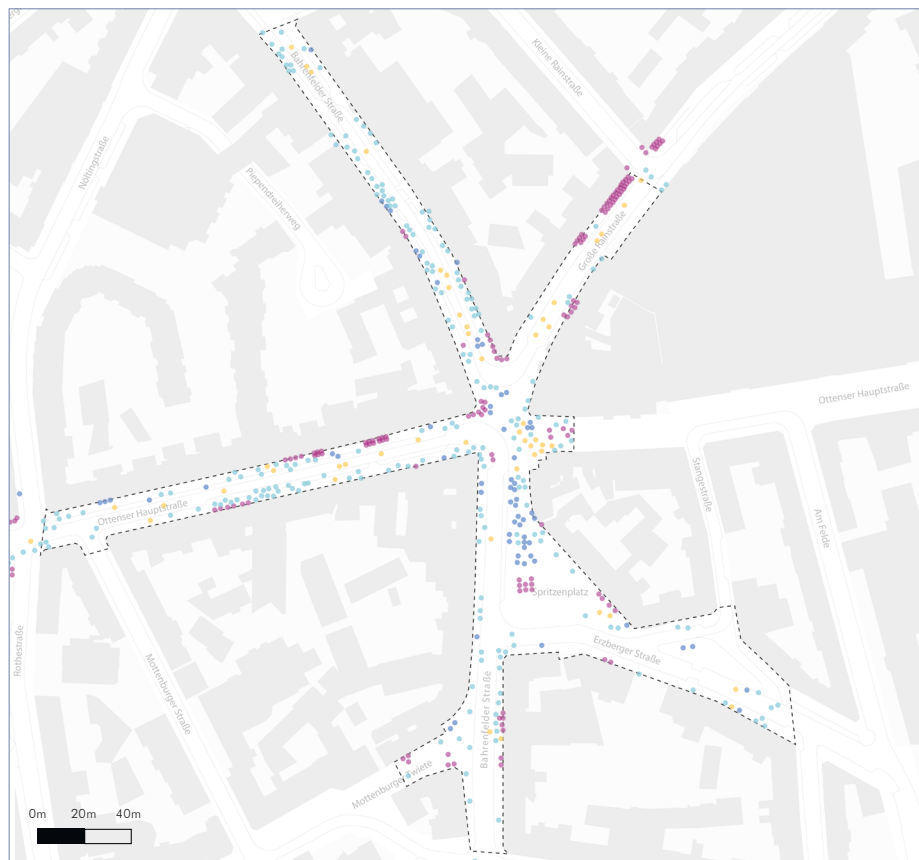 Bahrenfelder Straße
Kleine Rainstraße
Nöltingstraße
Piependreiherweg
Große Rainstraße
Ottenser Hauptstraße
Stangestraße
Am Felde
Ottenser Hauptstraße
Spritzenplatz
Erzberger Straße
Rothestraße
Mottenburger Straße
Bahrenfelder Straße
Mottenburger Twiete
0m 20m 40m